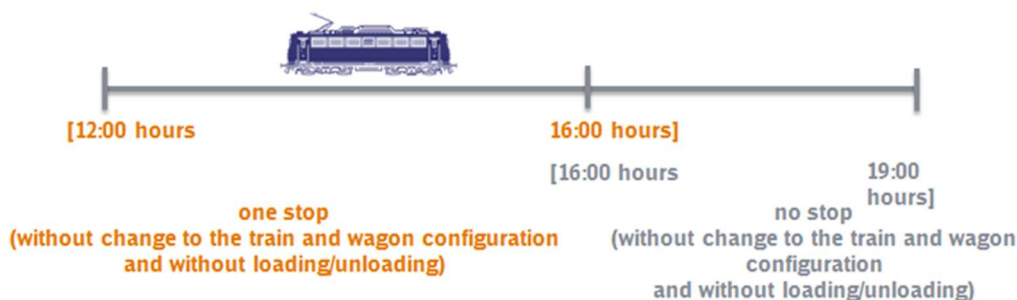 [12:00 hours
16:00 hours]
[16:00 hours
19:00
hours]
one stop
(without change to the train and wagon configuration
and without loading/unloading)
no stop
(without change to the train and wagon
configuration
and without loading/unloading)